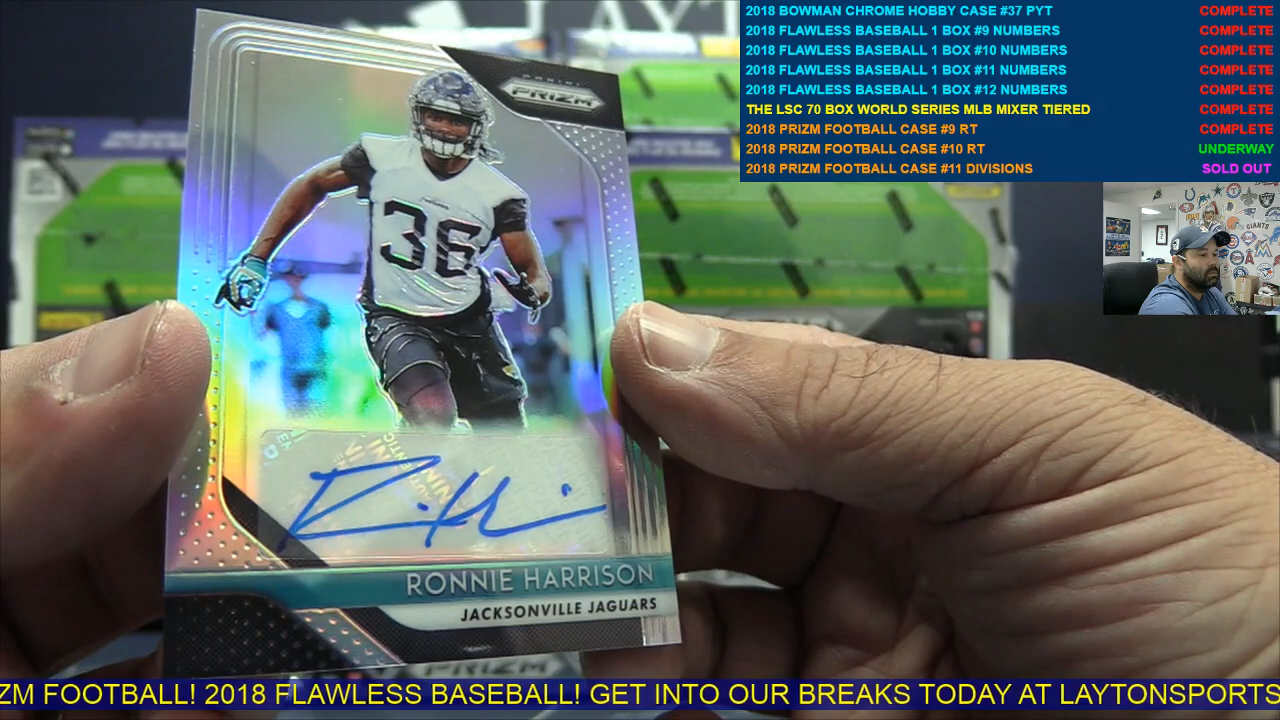 2018 BOWMAN CHROME HOBBY CASE #37 PYT COMPLETE
2018 FLAWLESS BASEBALL 1 BOX #9 NUMBERS COMPLETE
2018 FLAWLESS BASEBALL 1 BOX #10 NUMBERS COMPLETE
2018 FLAWLESS BASEBALL 1 BOX #11 NUMBERS COMPLETE
2018 FLAWLESS BASEBALL 1 BOX #12 NUMBERS COMPLETE
THE LSC 70 BOX WORLD SERIES MLB MIXER TIERED COMPLETE
2018 PRIZM FOOTBALL CASE #9 RT COMPLETE
2018 PRIZM FOOTBALL CASE #10 RT UNDERWAY
2018 PRIZM FOOTBALL CASE #11 DIVISIONS SOLD OUT
PANINI
PRIZM
36
RONNIE HARRISON
JACKSONVILLE JAGUARS
PRIZM
GIANTS
ZM FOOTBALL! 2018 FLAWLESS BASEBALL! GET INTO OUR BREAKS TODAY AT LAYTONSPORTS